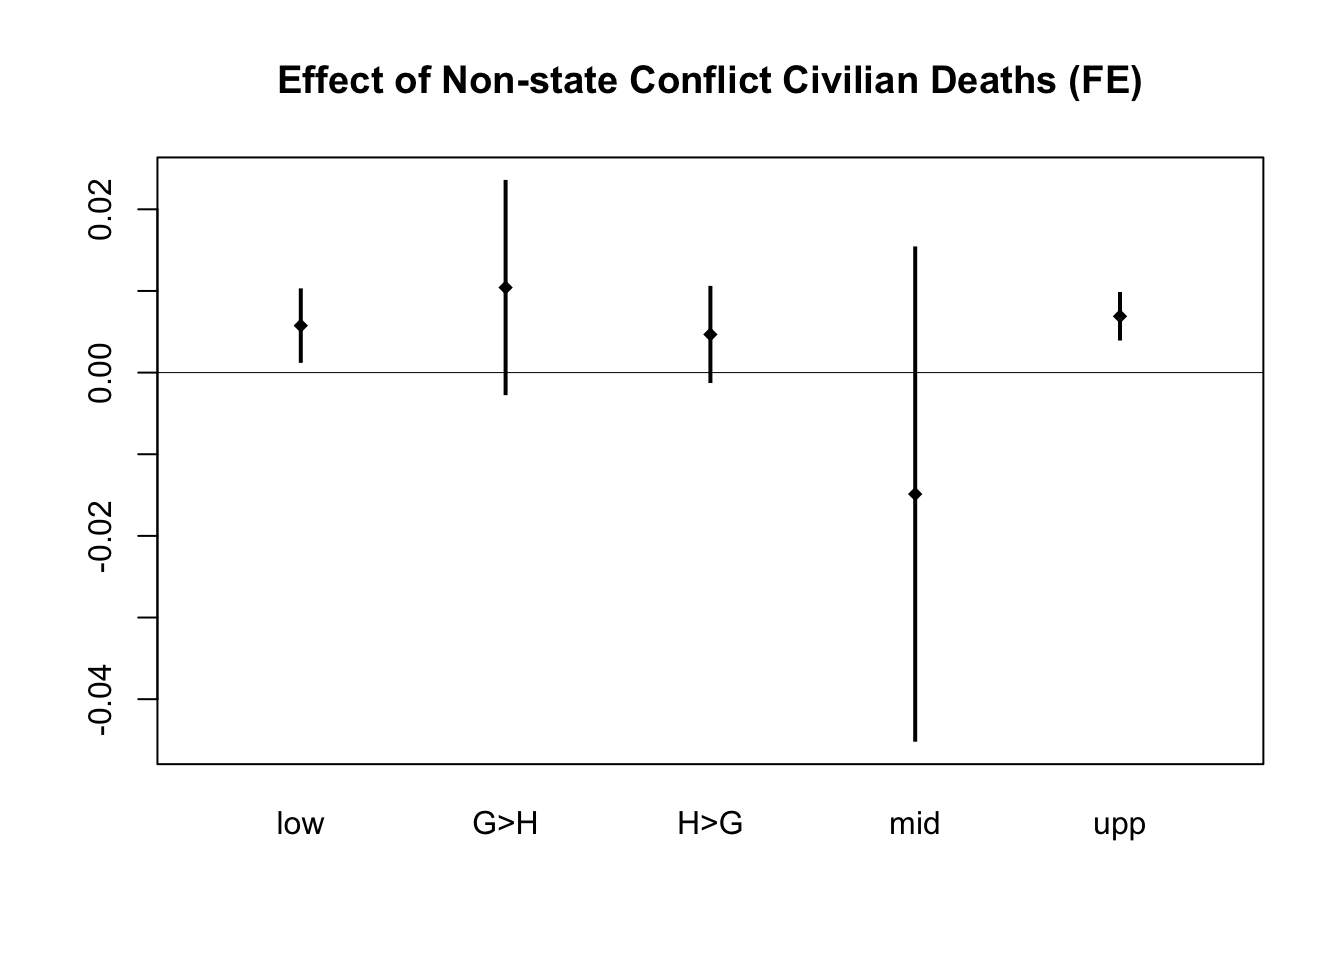 Effect of Non-state Conflict Civilian Deaths (FE)
0.02
0.00
-0.02
-0.04
low G>H H>G mid upp